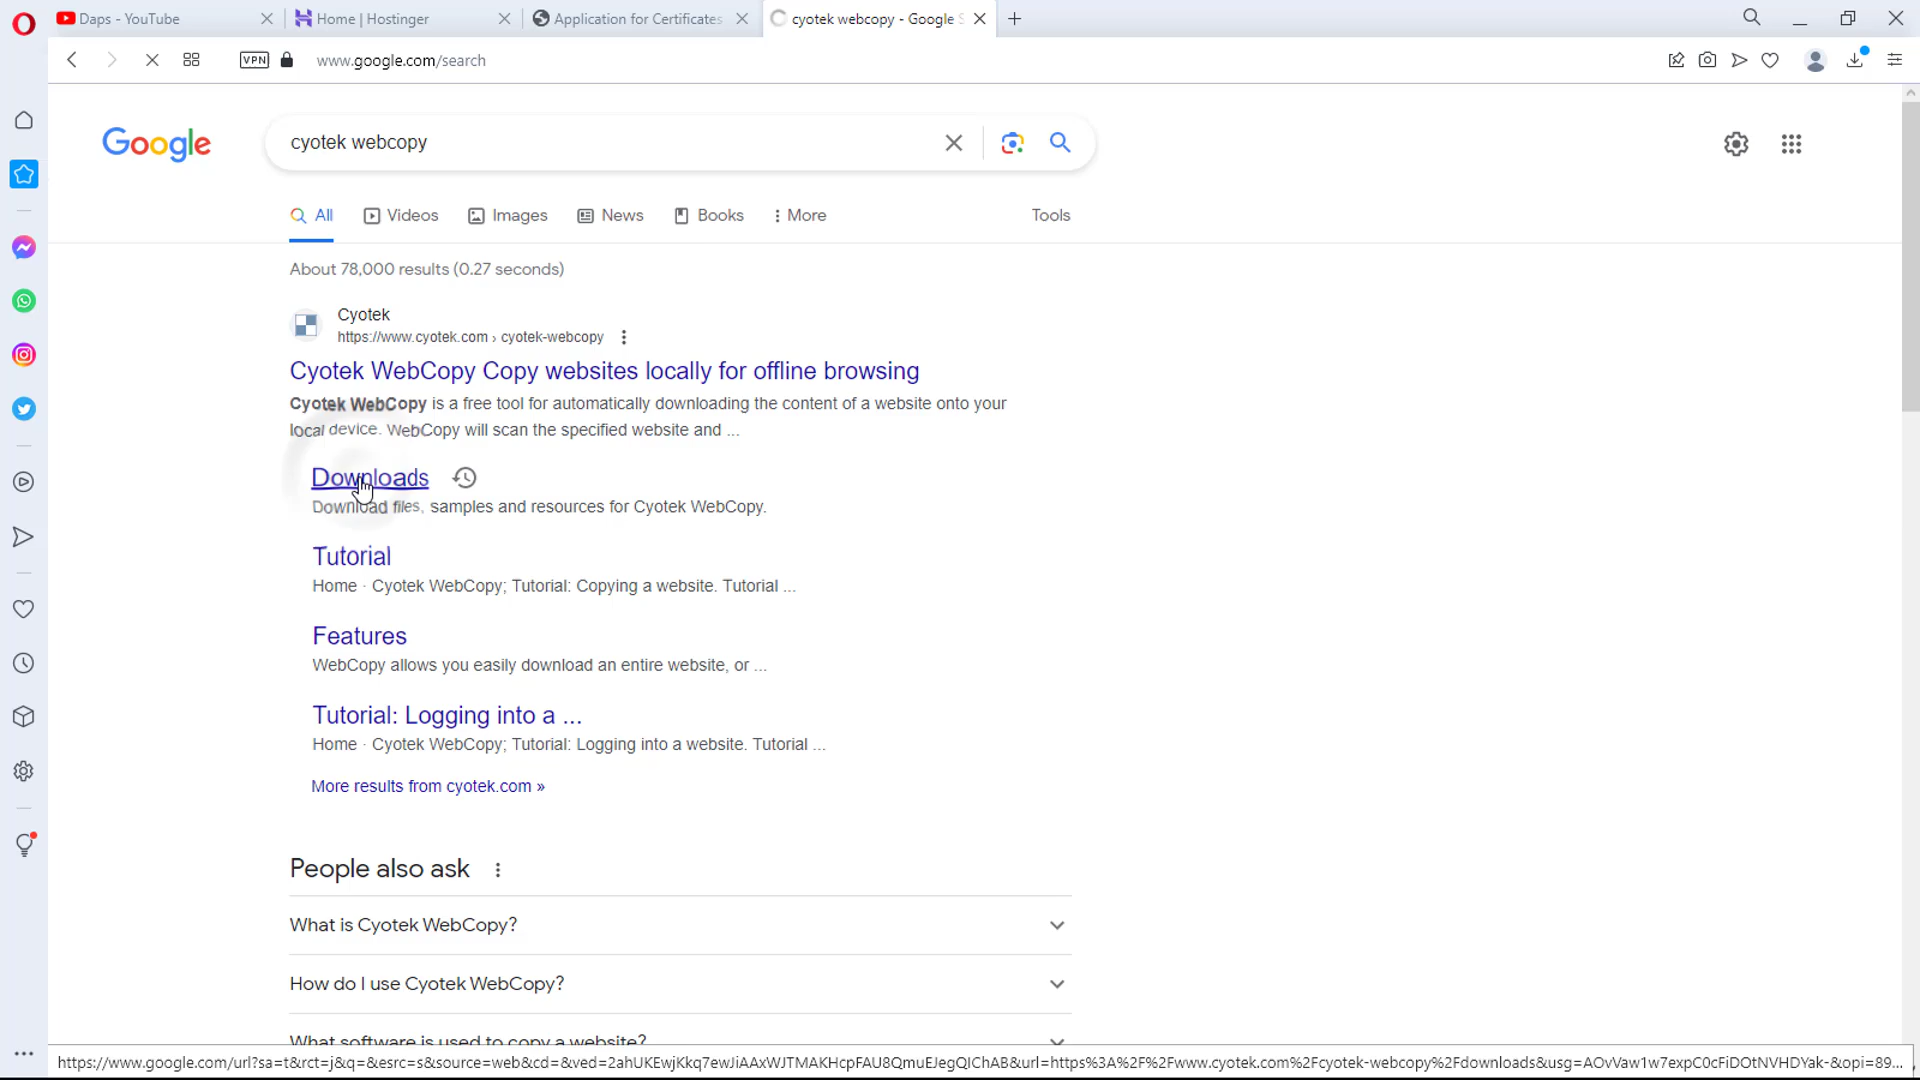 Daps - YouTube
Home | Hostinger
Application for Certificates
cyotek webcopy - Google S
VPN
www.google.com/search
Google
cyotek webcopy
All
Videos
Images
News
Books
More
Tools
About 78,000 results (0.27 seconds)
Cyotek
https://www.cyotek.com › cyotek-webcopy
Cyotek WebCopy Copy websites locally for offline browsing
Cyotek WebCopy is a free tool for automatically downloading the content of a website onto your
local device. WebCopy will scan the specified website and ...
Downloads
Download files, samples and resources for Cyotek WebCopy.
Tutorial
Home · Cyotek WebCopy; Tutorial: Copying a website. Tutorial ...
Features
WebCopy allows you easily download an entire website, or ...
Tutorial: Logging into a ...
Home · Cyotek WebCopy; Tutorial: Logging into a website. Tutorial ...
More results from cyotek.com »
People also ask
What is Cyotek WebCopy?
How do I use Cyotek WebCopy?
What software is used to copy a website?
https://www.google.com/url?sa=t&rct=j&q=&esrc=s&source=web&cd=&ved=2ahUKEwjKkq7ewJiAAxWJTMAKHcpFAU8QmuEJegQIChAB&url=https%3A%2F%2Fwww.cyotek.com%2Fcyotek-webcopy%2Fdownloads&usg=AOvVaw1w7expC0cFiDOtNVHDYak-&opi=89...